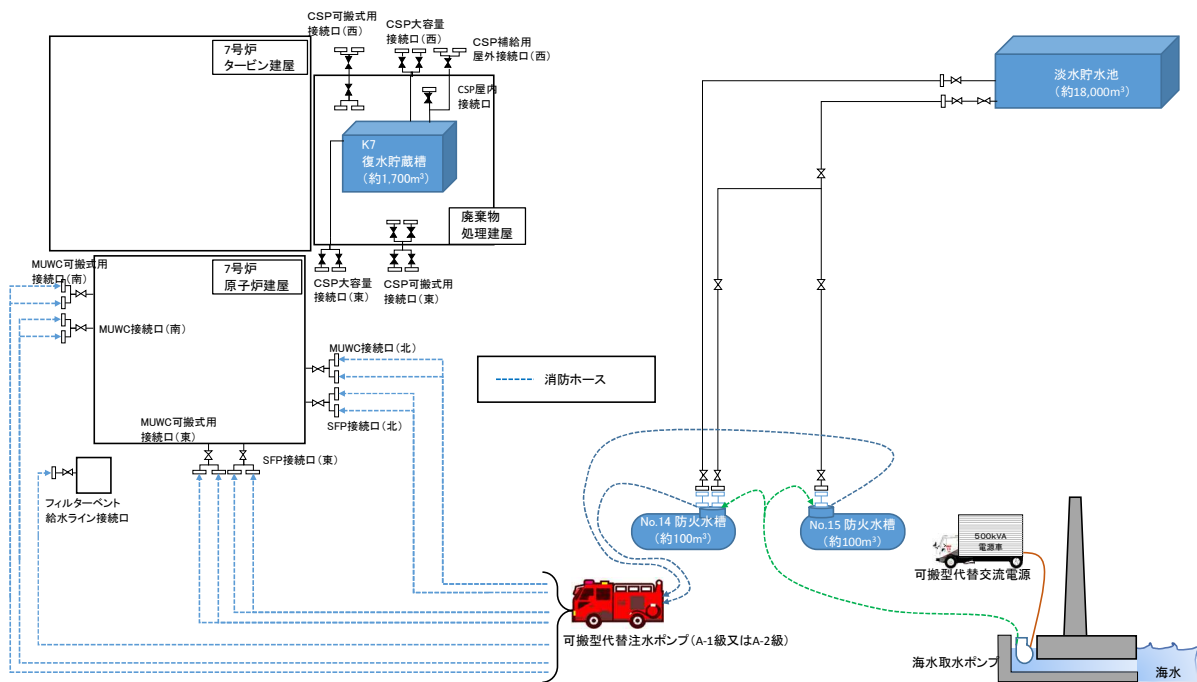 CSP可搬式用
接続口(西)
CSP大容量
接続口(西)
CSP補給用
屋外接続口(西)
7号炉
タービン建屋
CSP屋内
接続口
淡水貯水池
(約18,000m³)
K7
復水貯蔵槽
(約1,700m³)
廃棄物
処理建屋
MUWC可搬式用
接続口(南)
7号炉
原子炉建屋
CSP大容量
接続口(東)
CSP可搬式用
接続口(東)
MUWC接続口(南)
MUWC接続口(北)
消防ホース
MUWC可搬式用
接続口(東)
SFP接続口(北)
SFP接続口(東)
フィルターベント
給水ライン接続口
No.14 防火水槽
(約100m³)
No.15 防火水槽
(約100m³)
500kVA
電源車
可搬型代替交流電源
可搬型代替注水ポンプ(A-1級又はA-2級)
海水取水ポンプ
海水